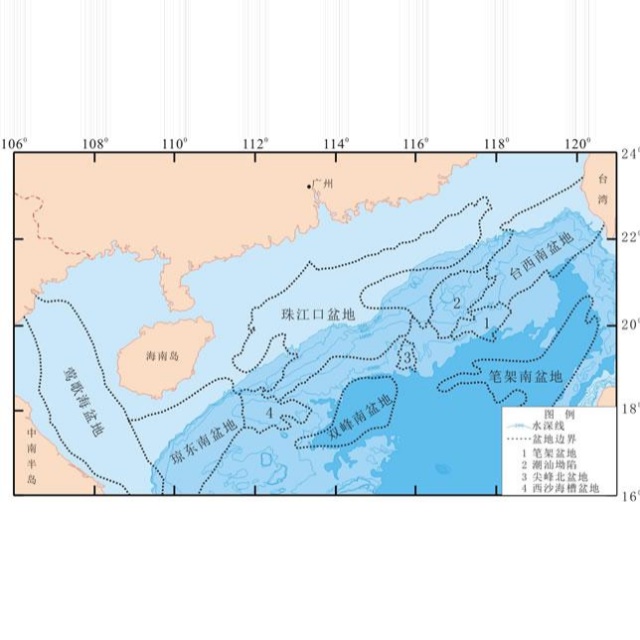 106° 108° 110° 112° 114° 116° 118° 120°
24°
广州
台湾
22°
台西南盆地
2
珠江口盆地
1
20°
海南岛
3
莺歌海盆地
笔架南盆地
18°
4
双峰南盆地
琼东南盆地
中南半岛
图 例
水深线
盆地边界
1 笔架盆地
2 潮汕坳陷
3 尖峰北盆地
4 西沙海槽盆地
16°